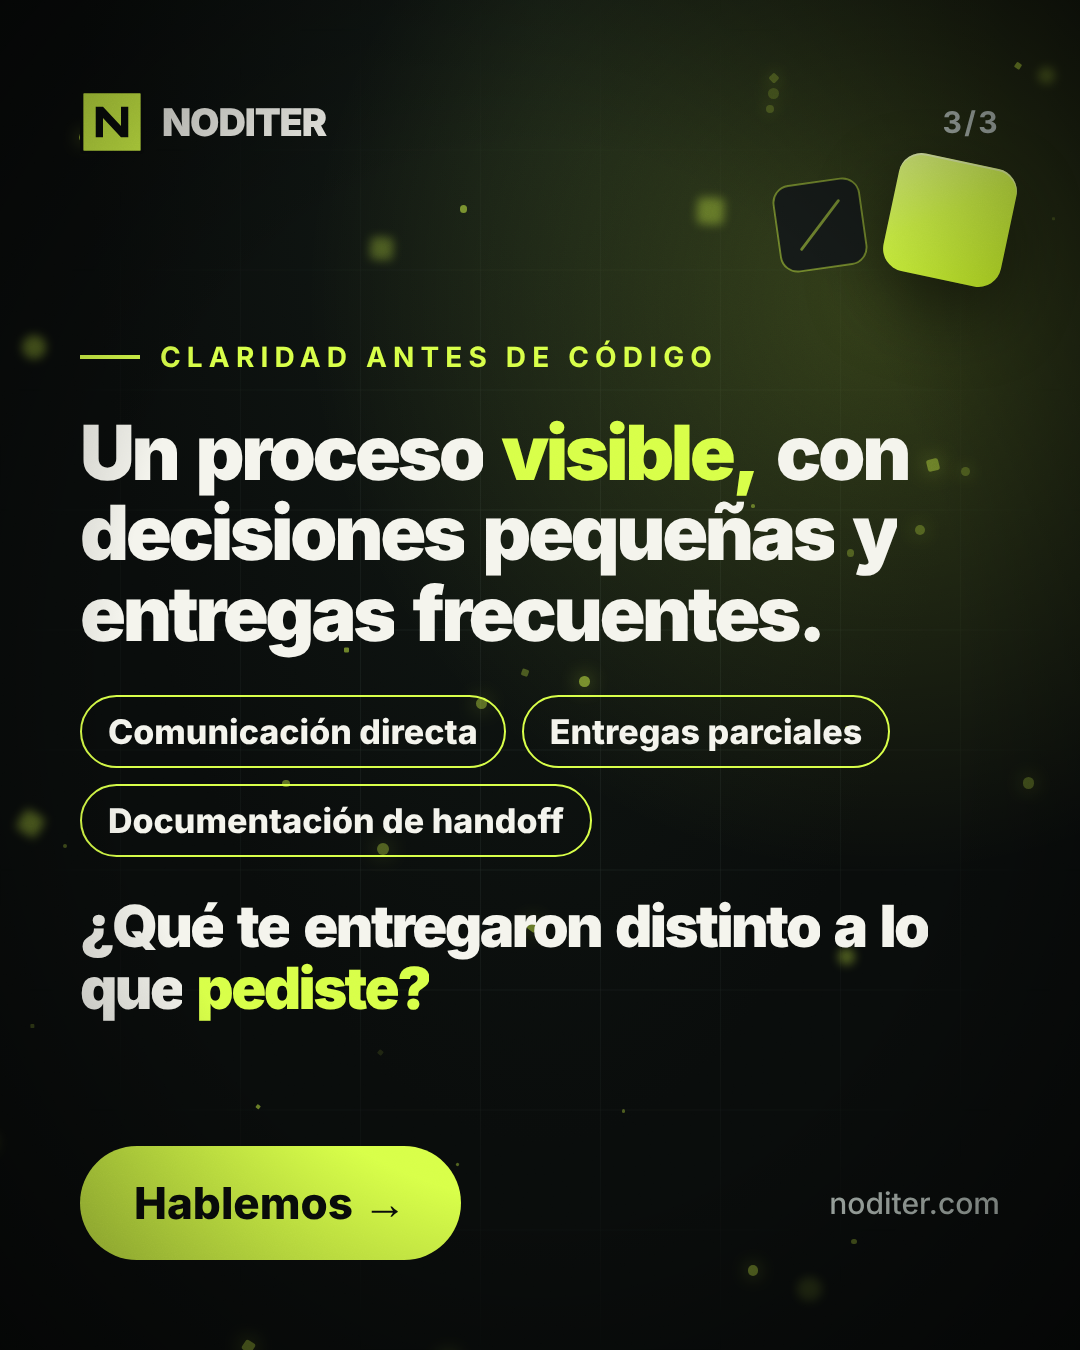 N NODITER
3/3
CLARIDAD ANTES DE CÓDIGO
Un proceso visible, con
decisiones pequeñas y
entregas frecuentes.
Comunicación directa
Entregas parciales
Documentación de handoff
¿Qué te entregaron distinto a lo
que pediste?
Hablemos →
noditer.com